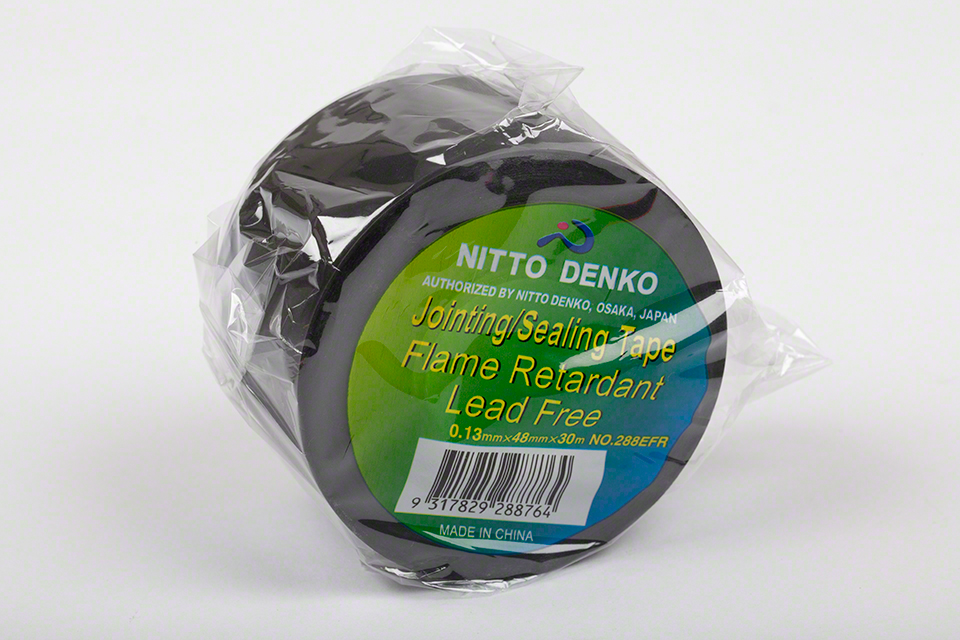 NITTO DENKO
AUTHORIZED BY NITTO DENKO, OSAKA, JAPAN
Jointing/Sealing Tape
Flame Retardant
Lead Free
0.13mm×48mm×30m NO.288EFR
9 317829 288764
MADE IN CHINA